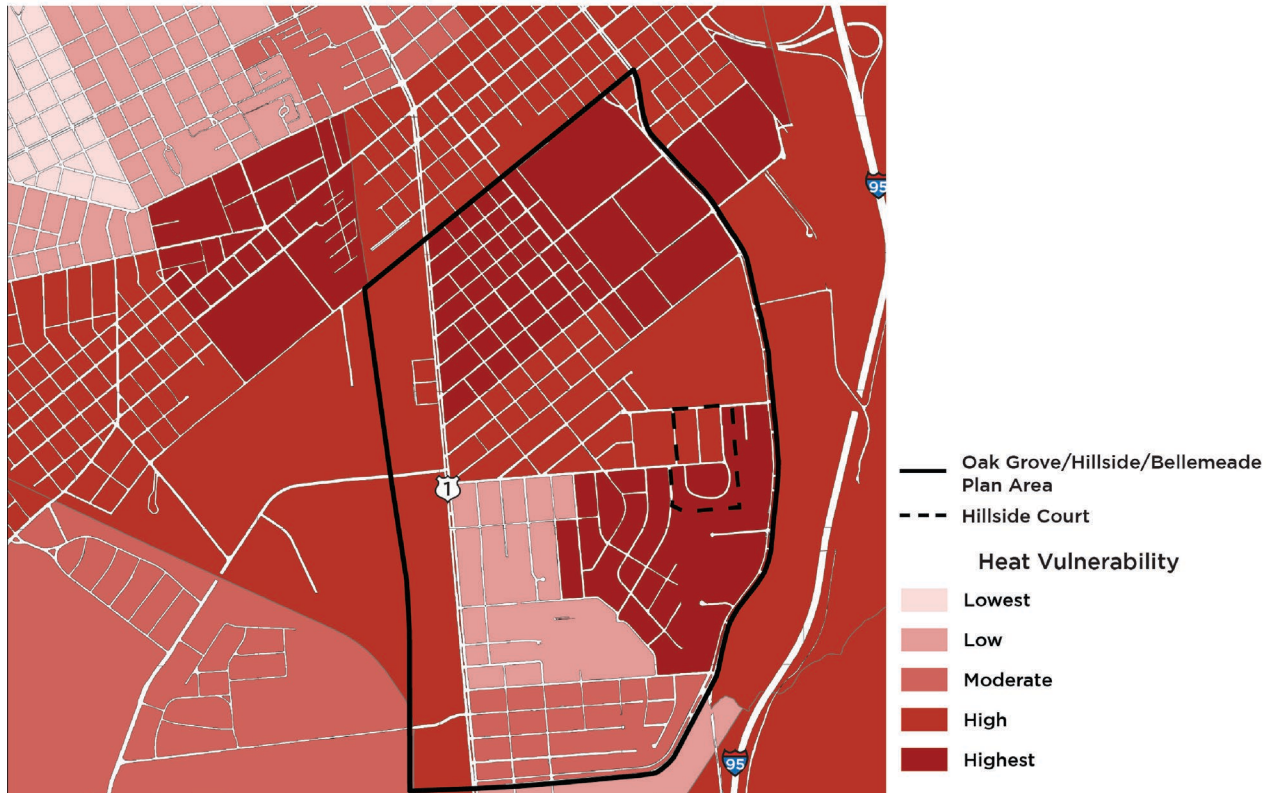 95
1
95
Oak Grove/Hillside/Bellemeade
Plan Area
Hillside Court
Heat Vulnerability
Lowest
Low
Moderate
High
Highest